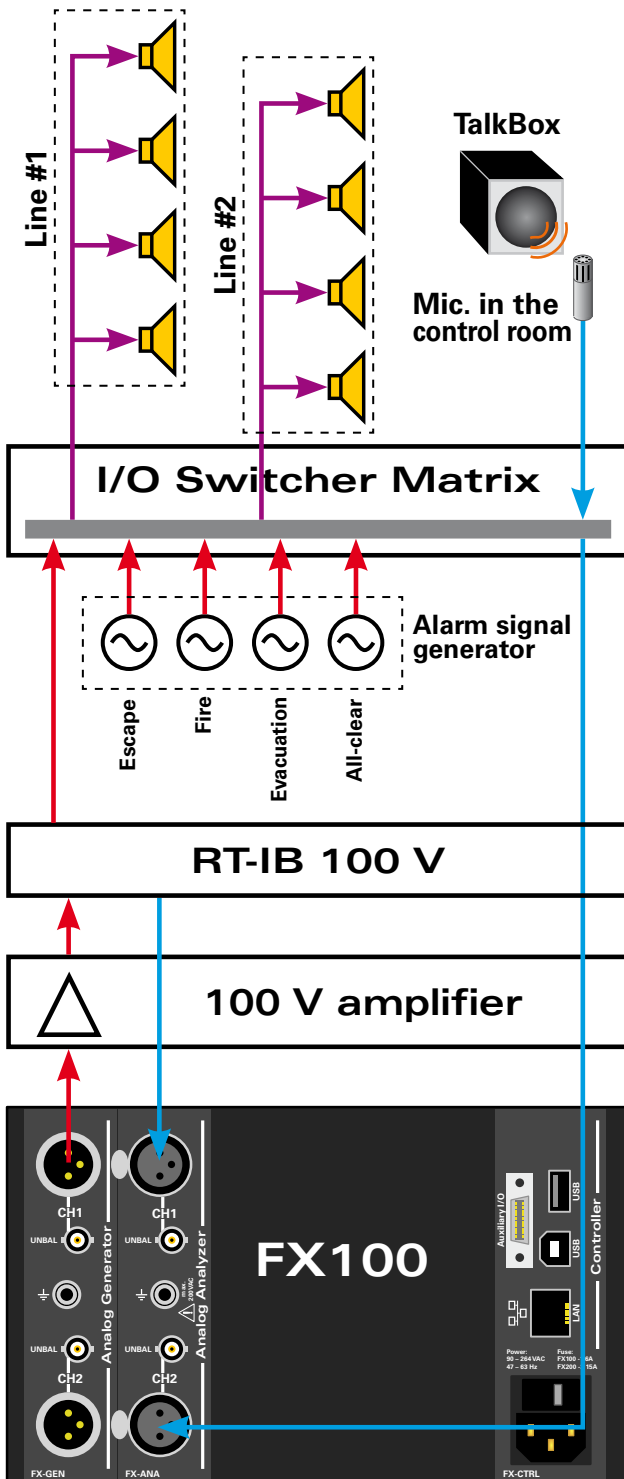 Line #1
Line #2
TalkBox
Mic. in the
control room
I/O Switcher Matrix
Alarm signal
generator
Escape
Fire
Evacuation
All-clear
RT-IB 100 V
100 V amplifier
FX100
CH1
UNBAL
UNBAL
CH2
Analog Generator
FX-GEN
CH1
UNBAL
max.
200VAC
UNBAL
CH2
Analog Analyzer
FX-ANA
Auxiliary I/O
USB
USB
LAN
Controller
Power:
90 – 264 VAC
47 – 63 Hz
Fuse:
FX-CTRL